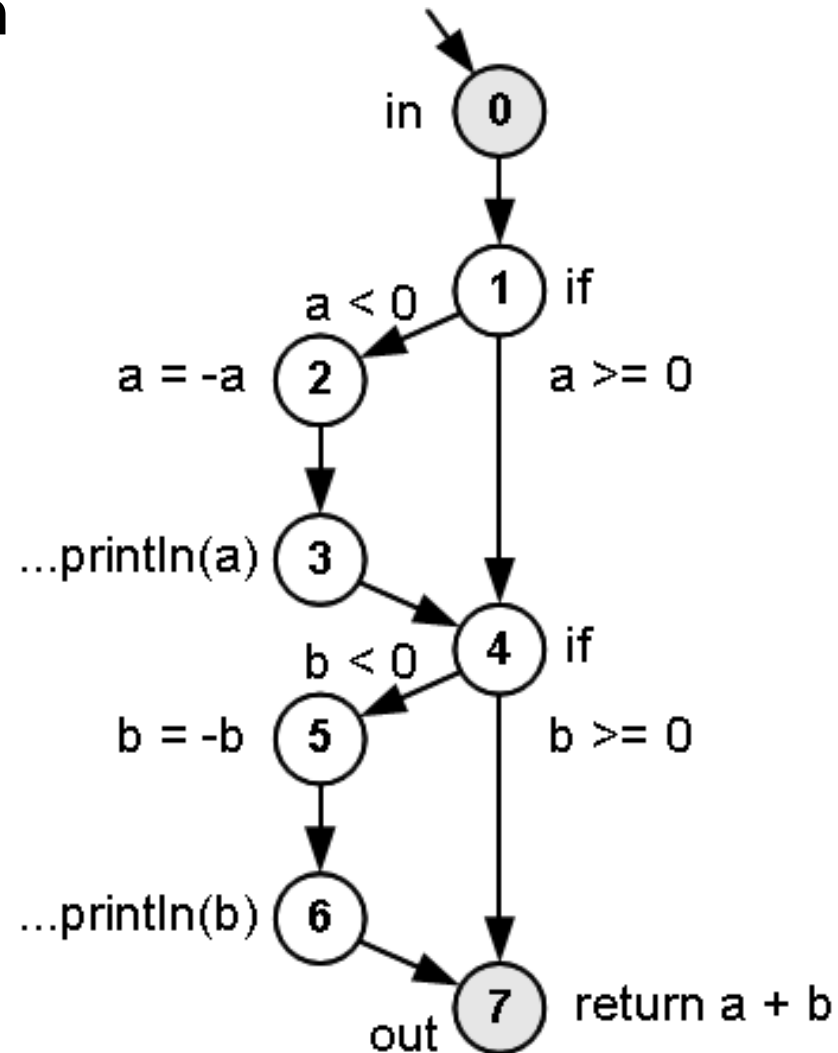 n
in
0
1
if
a < 0
a = -a
2
a >= 0
...println(a)
3
4
if
b < 0
b = -b
5
b >= 0
...println(b)
6
7
return a + b
out